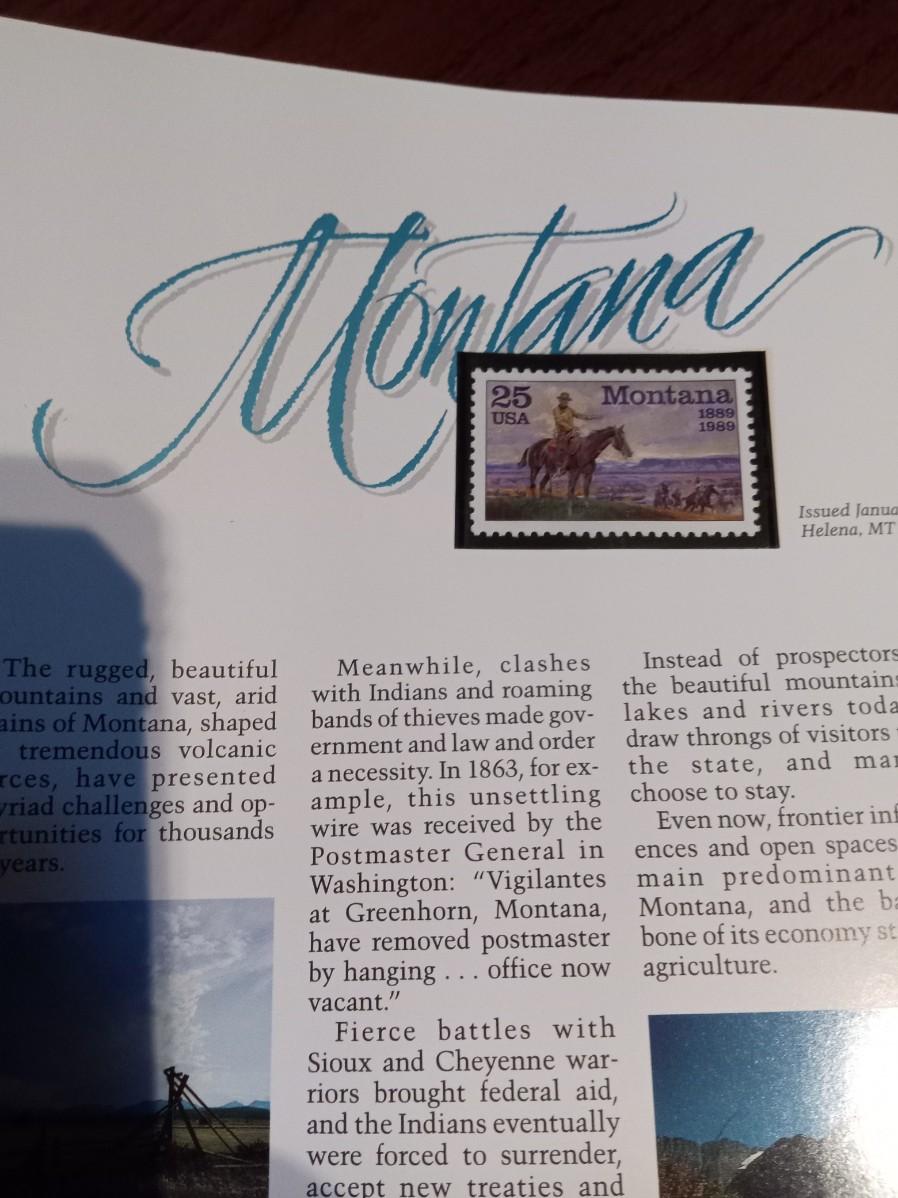 Montana
25
USA
Montana
1889
1989
Issued
Helena, MT
The rugged, beautiful
and vast, arid
of Montana, shaped
tremendous volcanic
have presented
challenges and op-
for thousands
years.
Meanwhile, clashes
with Indians and roaming
bands of thieves made gov-
ernment and law and order
a necessity. In 1863, for ex-
ample, this unsettling
wire was received by the
Postmaster General in
Washington: “Vigilantes
at Greenhorn, Montana,
have removed postmaster
by hanging . . . office now
vacant.”
Fierce battles with
Sioux and Cheyenne war-
riors brought federal aid,
and the Indians eventually
were forced to surrender,
accept new treaties and
Instead of prospectors
the beautiful mountains
lakes and rivers
draw throngs of visitors
the state, and
choose to stay.
Even now, frontier
ences and open spaces
main predominant
Montana, and the
bone of its economy
agriculture.